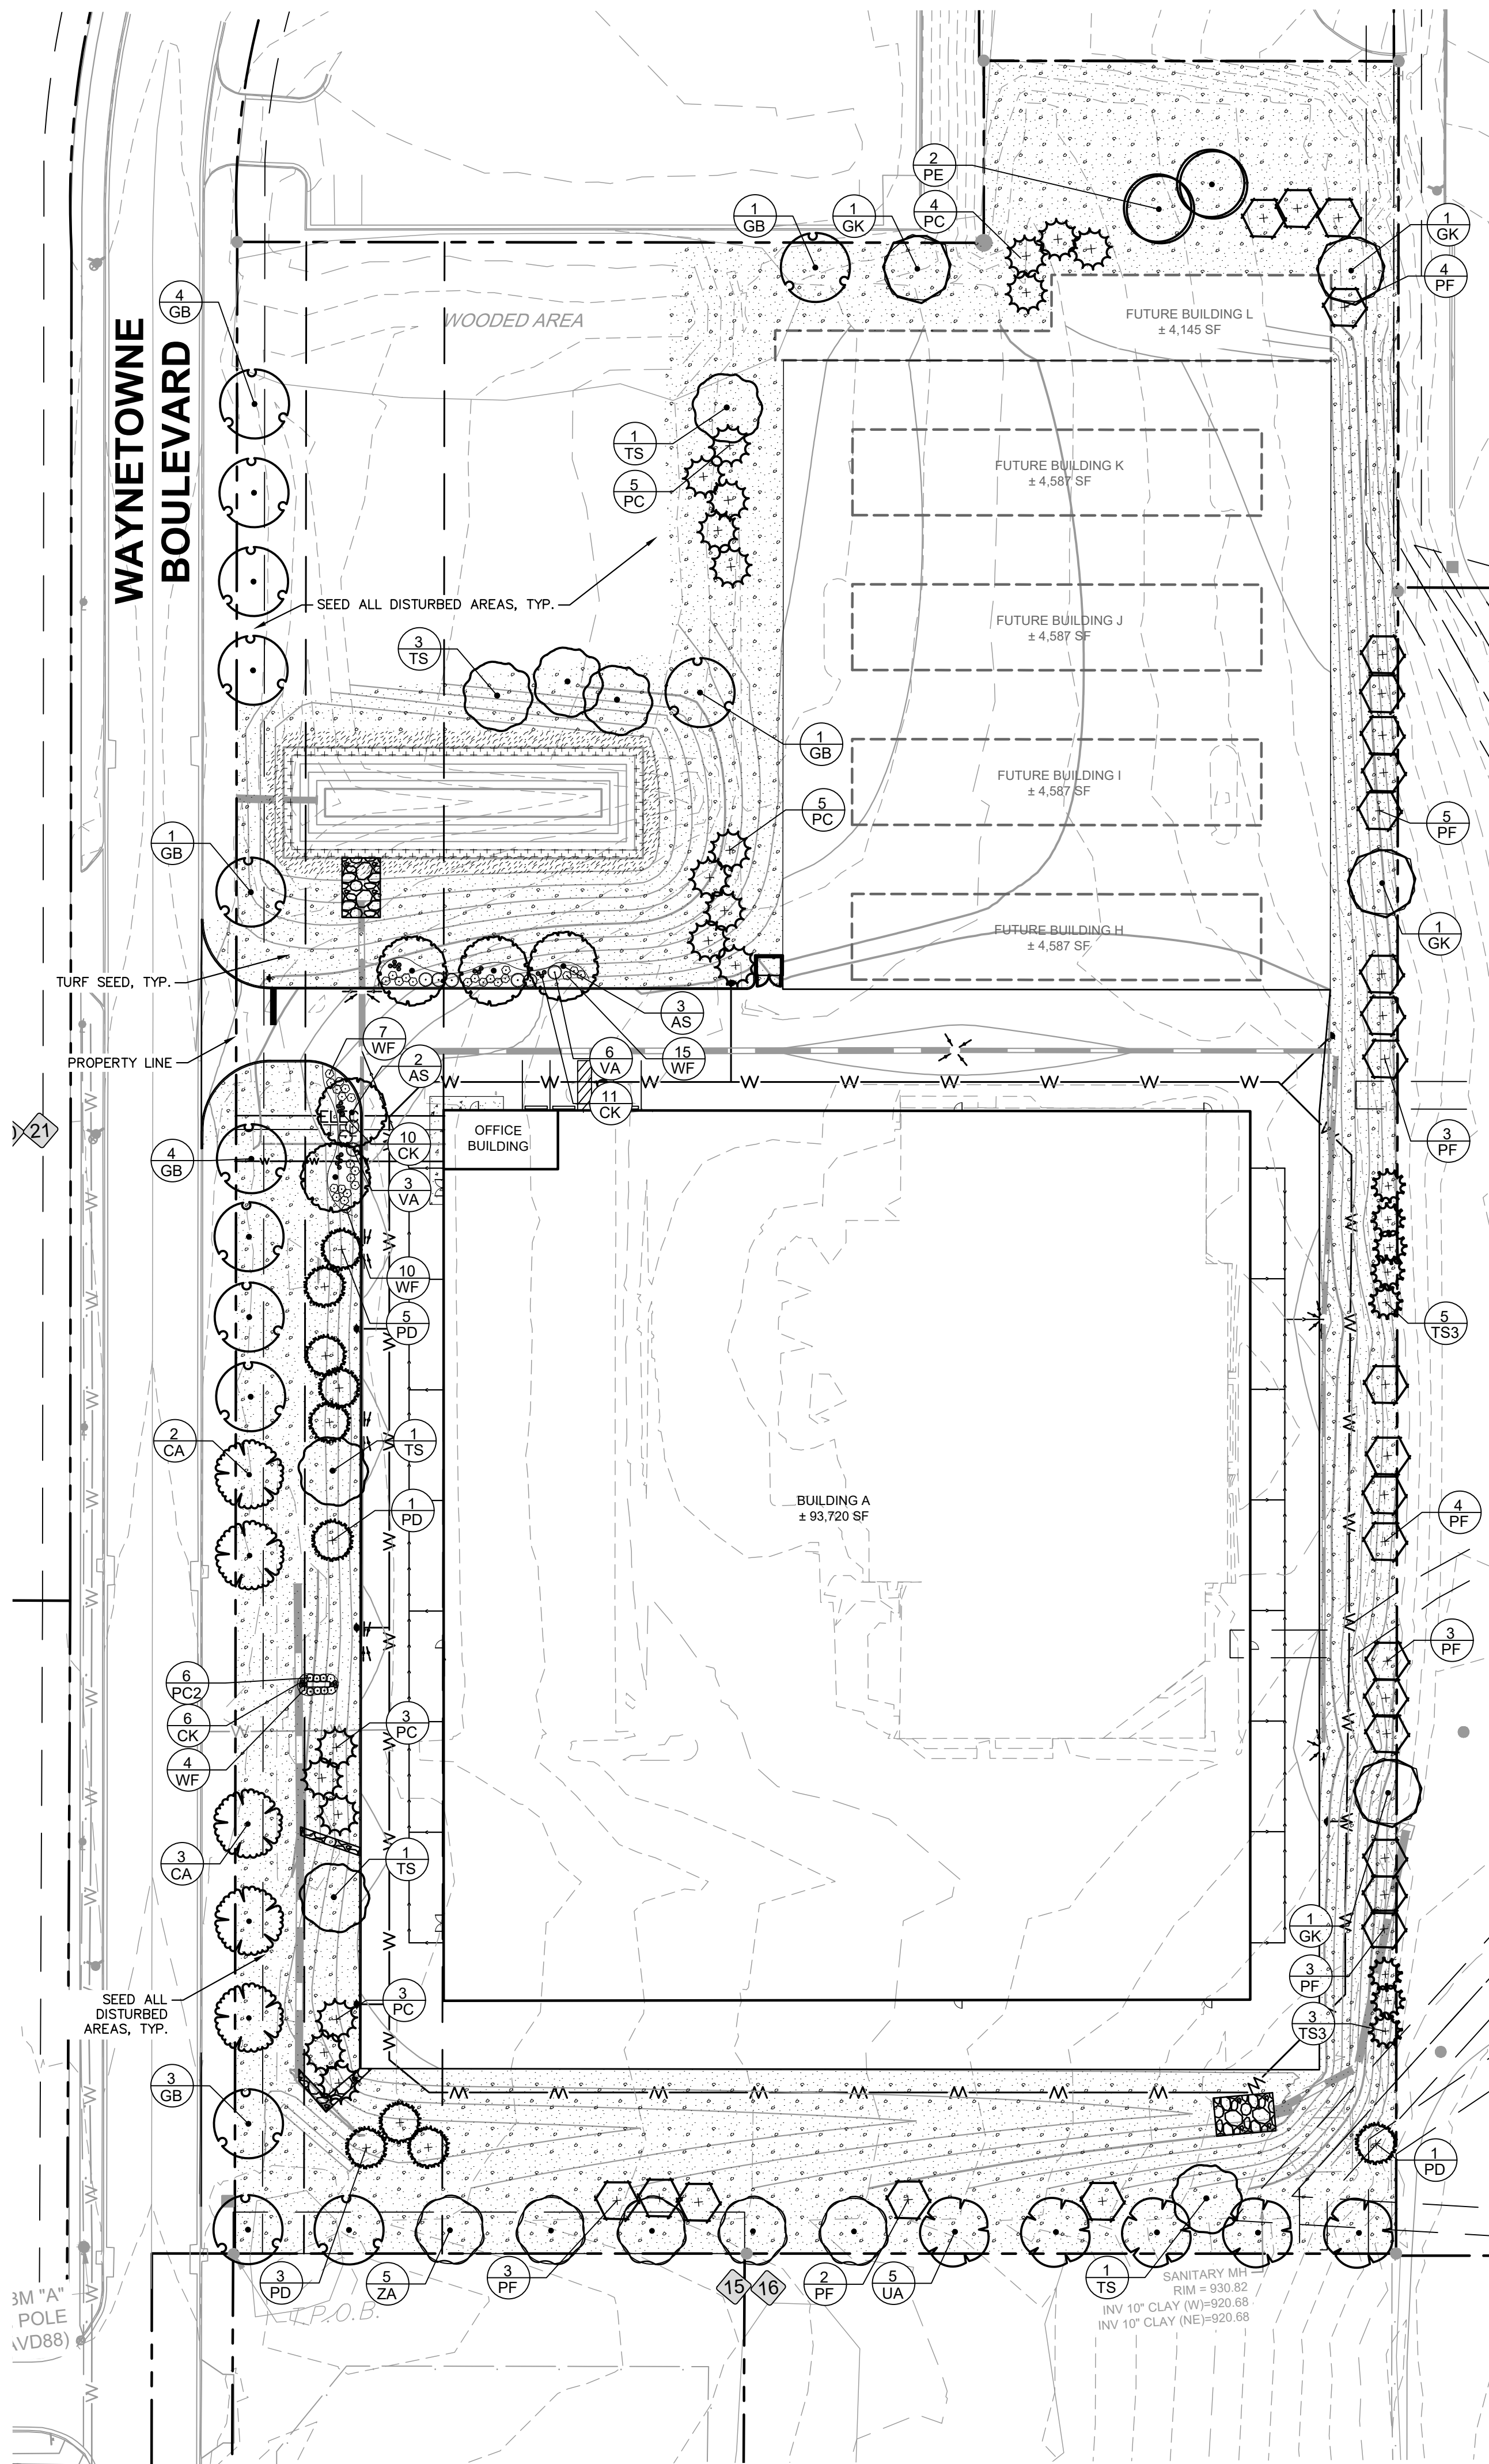 2
PE
1
GB
1
GK
4
PC
1
GK
4
PF
4
GB
WAYNETOWNE
BOULEVARD
WOODED AREA
FUTURE BUILDING L
± 4,145 SF
1
TS
5
PC
FUTURE BUILDING K
± 4,587 SF
SEED ALL DISTURBED AREAS, TYP.
FUTURE BUILDING J
± 4,587 SF
3
TS
1
GB
FUTURE BUILDING I
± 4,587 SF
5
PC
5
PF
1
GB
FUTURE BUILDING H
± 4,587 SF
1
GK
TURF SEED, TYP.
3
AS
PROPERTY LINE
7
WF
2
AS
6
VA
15
WF
11
CK
21
OFFICE
BUILDING
10
CK
3
PF
4
GB
3
VA
10
WF
5
PD
5
TS3
2
CA
1
TS
1
PD
BUILDING A
± 93,720 SF
4
PF
3
PF
6
PC2
6
CK
4
WF
3
PC
3
CA
1
TS
1
GK
3
PF
SEED ALL
DISTURBED
AREAS, TYP.
3
PC
3
TS3
3
GB
1
PD
3
PD
5
ZA
3
PF
15 16
2
PF
5
UA
1
TS
SANITARY MH
RIM = 930.82
INV 10" CLAY (W)=920.68
INV 10" CLAY (NE)=920.68
T.P.O.B.
BM "A"
POLE
VD88)